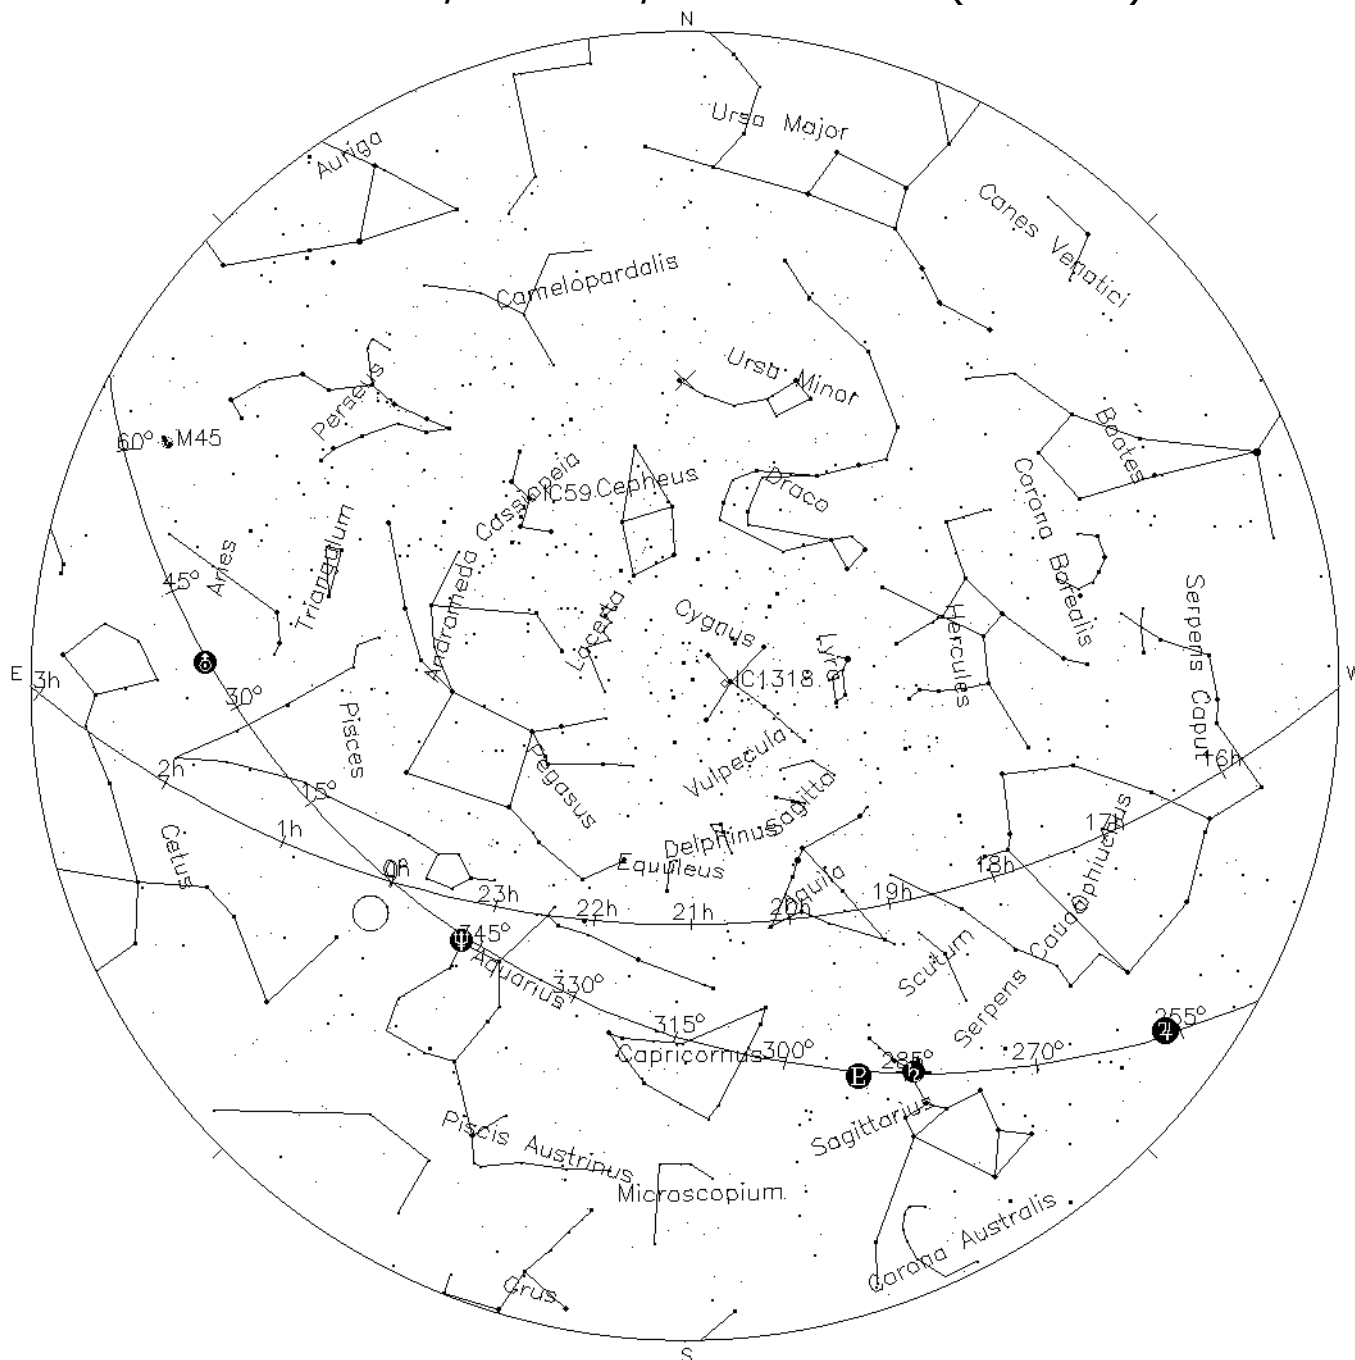 N
Ursa Major
Auriga
Canes Venatici
Camelopardalis
Ursa Minor
Perseus
Bootes
60° M45
Cassiopeia
IC59
Cepheus
Draco
Corona Borealis
Triangulum
Aries
45°
Andromeda
Lacerta
Cygnus
Lyra
Hercules
Serpens Caput
E
W
3h
30°
IC1318
Pisces
Pegasus
Vulpecula
Sagitta
16h
2h
15°
1h
Delphinus
17h
Cetus
Equuleus
Ophiuchus
0h
18h
Aquila
23h
22h
21h
20h
19h
345°
Aquarius
330°
Scutum
Serpens Cauda
315°
Capricornus
300°
285°
270°
255°
♆
♇
♄
♃
♁
Piscis Austrinus
Sagittarius
Microscopium
Corona Australis
Grus
S